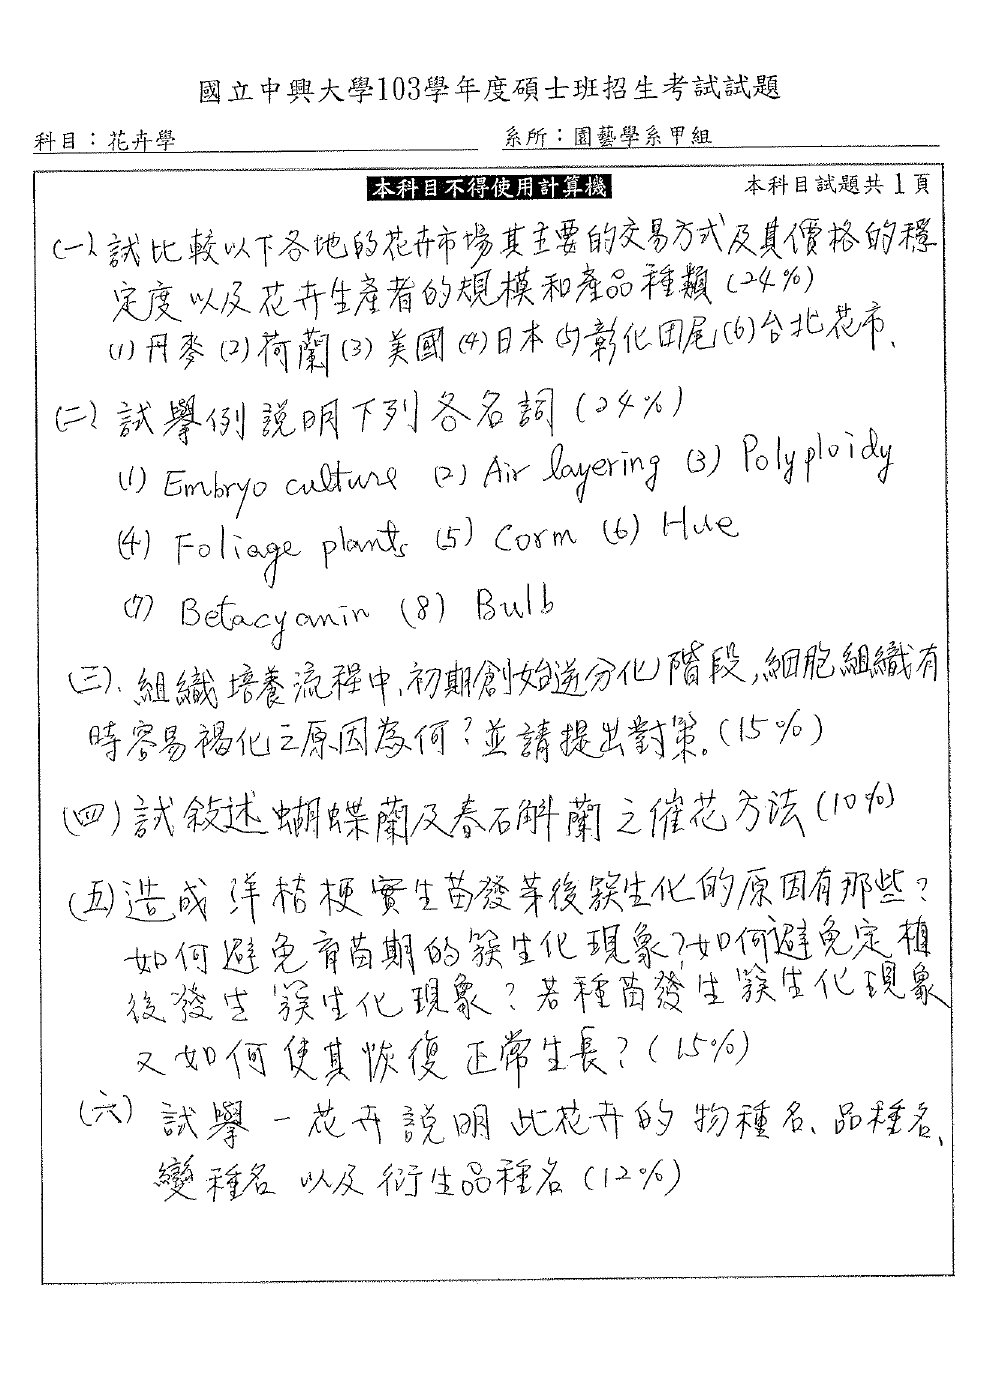 國立中興大學103學年度碩士班招生考試試題
科目：花卉學 系所：園藝學系甲組
本科目不得使用計算機 本科目試題共1頁
(一)、試比較以下各地的花卉市場其主要的交易方式及其價格的穩
定度以及花卉生產者的規模和產品種類(24%)
(1)丹麥(2)荷蘭(3)美國(4)日本(5)彰化田尾(6)台北花市、
(二)、試舉例說明下列各名詞(24%)
(1) Embryo culture (2) Air layering (3) Polyploidy
(4) Foliage plants (5) Corm (6) Hue
(7) Betacyanin (8) Bulb
(三)、組織培養流程中,初期創始逆分化階段,細胞組織有
時容易褐化之原因為何?並請提出對策。(15%)
(四)試敘述蝴蝶蘭及春石斛蘭之催花方法(10%)
(五)造成洋桔梗實生苗發芽後簇生化的原因有那些?
如何避免育苗期的簇生化現象?如何避免定植
後發生簇生化現象?若種苗發生簇生化現象
又如何使其恢復正常生長?(15%)
(六) 試舉一花卉說明此花卉的物種名、品種名、
變種名以及衍生品種名(12%)